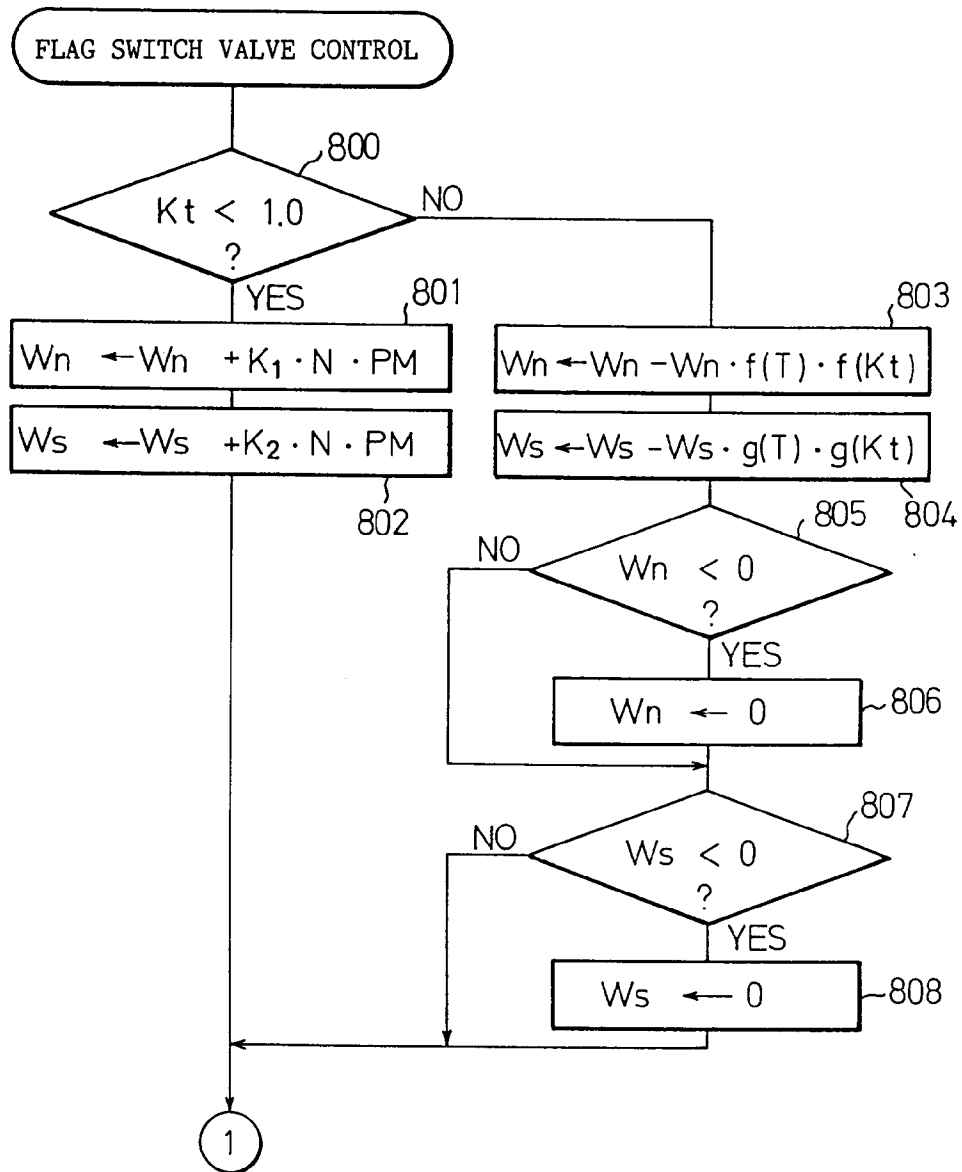 FLAG SWITCH VALVE CONTROL
800
Kt < 1.0
?
NO
YES
801
Wn ← Wn + K₁ · N · PM
Ws ← Ws + K₂ · N · PM
802
803
Wn ← Wn − Wn · f(T) · f(Kt)
Ws ← Ws − Ws · g(T) · g(Kt)
804
805
NO
Wn < 0
?
YES
Wn ← 0
806
807
NO
Ws < 0
?
YES
Ws ← 0
808
1